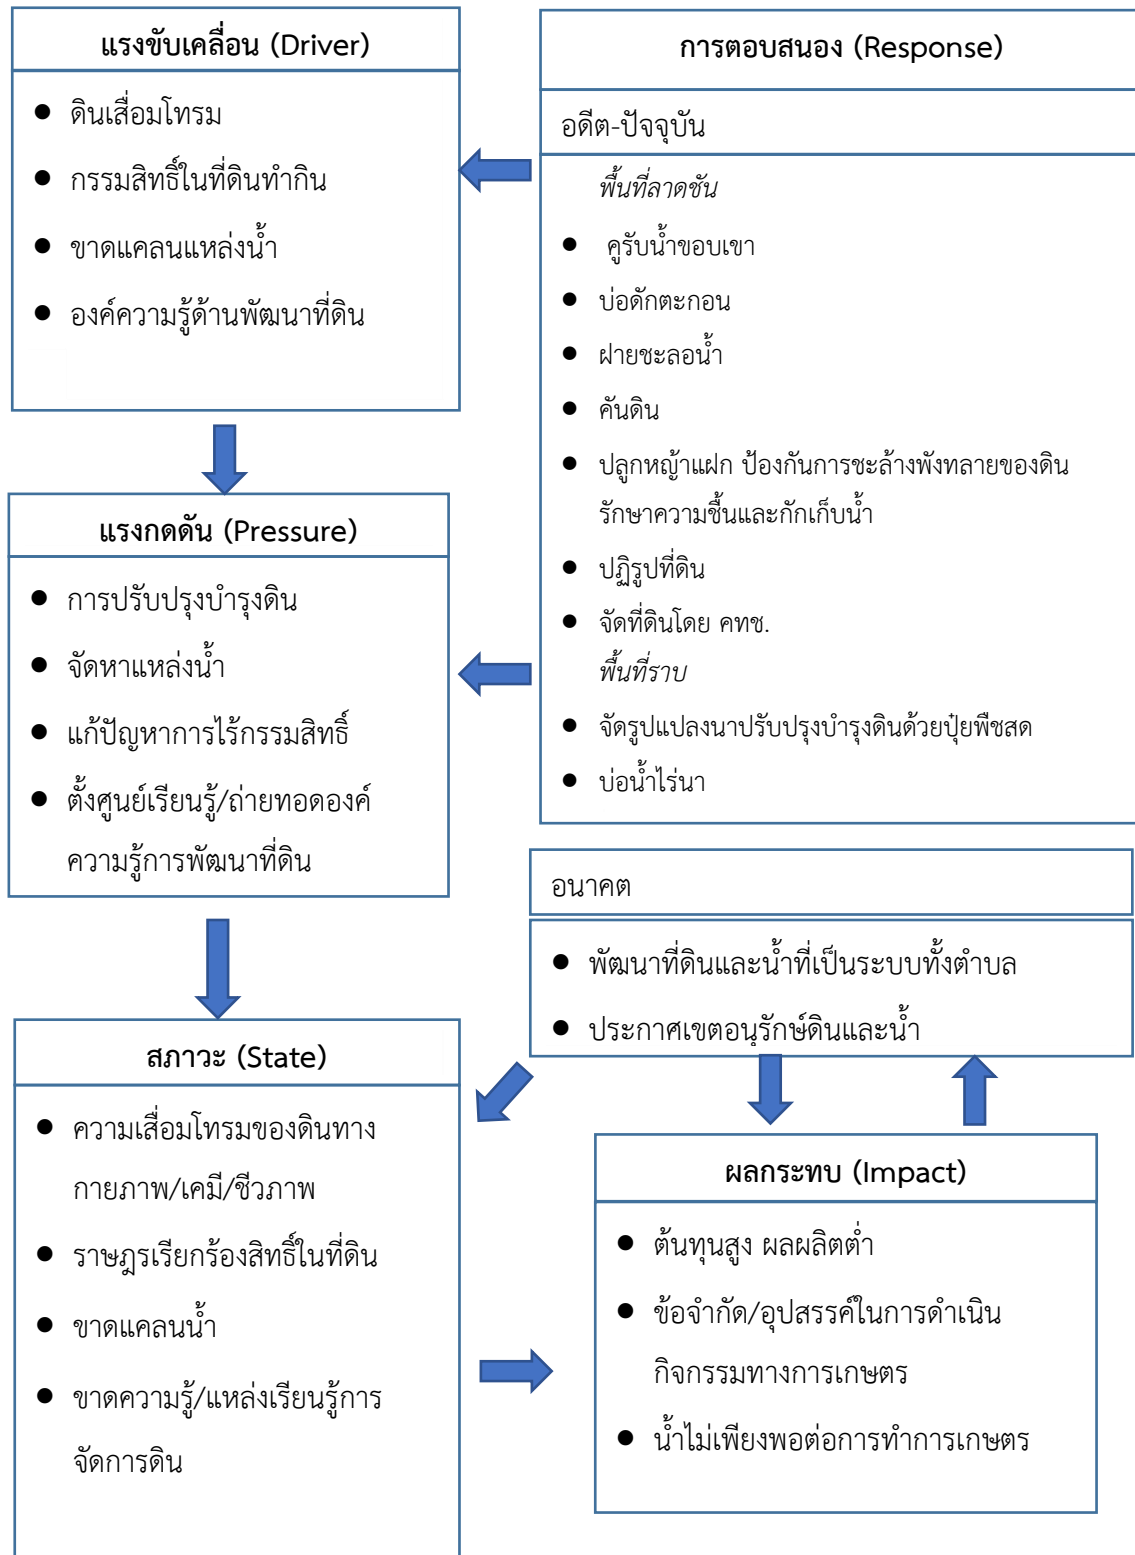 แรงขับเคลื่อน (Driver)
● ดินเสื่อมโทรม
● กรรมสิทธิ์ในที่ดินทำกิน
● ขาดแคลนแหล่งน้ำ
● องค์ความรู้ด้านพัฒนาที่ดิน
แรงกดดัน (Pressure)
● การปรับปรุงบำรุงดิน
● จัดหาแหล่งน้ำ
● แก้ปัญหาการไร้กรรมสิทธิ์
● ตั้งศูนย์เรียนรู้/ถ่ายทอดองค์
ความรู้การพัฒนาที่ดิน
สภาวะ (State)
● ความเสื่อมโทรมของดินทาง
กายภาพ/เคมี/ชีวภาพ
● ราษฎรเรียกร้องสิทธิ์ในที่ดิน
● ขาดแคลนน้ำ
● ขาดความรู้/แหล่งเรียนรู้การ
จัดการดิน
การตอบสนอง (Response)
อดีต-ปัจจุบัน
พื้นที่ลาดชัน
● คูรับน้ำขอบเขา
● บ่อดักตะกอน
● ฝายชะลอน้ำ
● คันดิน
● ปลูกหญ้าแฝก ป้องกันการชะล้างพังทลายของดิน
รักษาความชื้นและกักเก็บน้ำ
● ปฏิรูปที่ดิน
● จัดที่ดินโดย คทช.
พื้นที่ราบ
● จัดรูปแปลงนาปรับปรุงบำรุงดินด้วยปุ๋ยพืชสด
● บ่อน้ำไร่นา
อนาคต
● พัฒนาที่ดินและน้ำที่เป็นระบบทั้งตำบล
● ประกาศเขตอนุรักษ์ดินและน้ำ
ผลกระทบ (Impact)
● ต้นทุนสูง ผลผลิตต่ำ
● ข้อจำกัด/อุปสรรค์ในการดำเนิน
กิจกรรมทางการเกษตร
● น้ำไม่เพียงพอต่อการทำการเกษตร